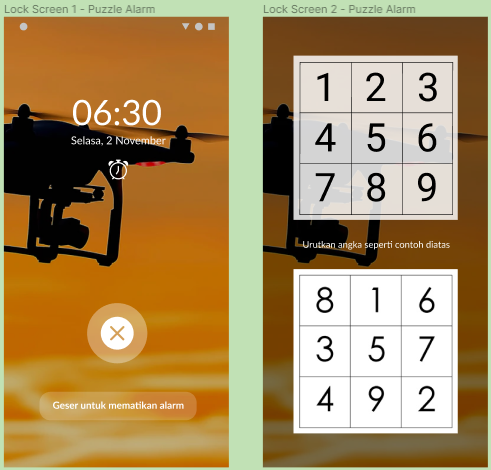 Lock Screen 1 - Puzzle Alarm
06:30
Selasa, 2 November
Geser untuk mematikan alarm
Lock Screen 2 - Puzzle Alarm
1 2 3
4 5 6
7 8 9
Urutkan angka seperti contoh diatas
8 1 6
3 5 7
4 9 2